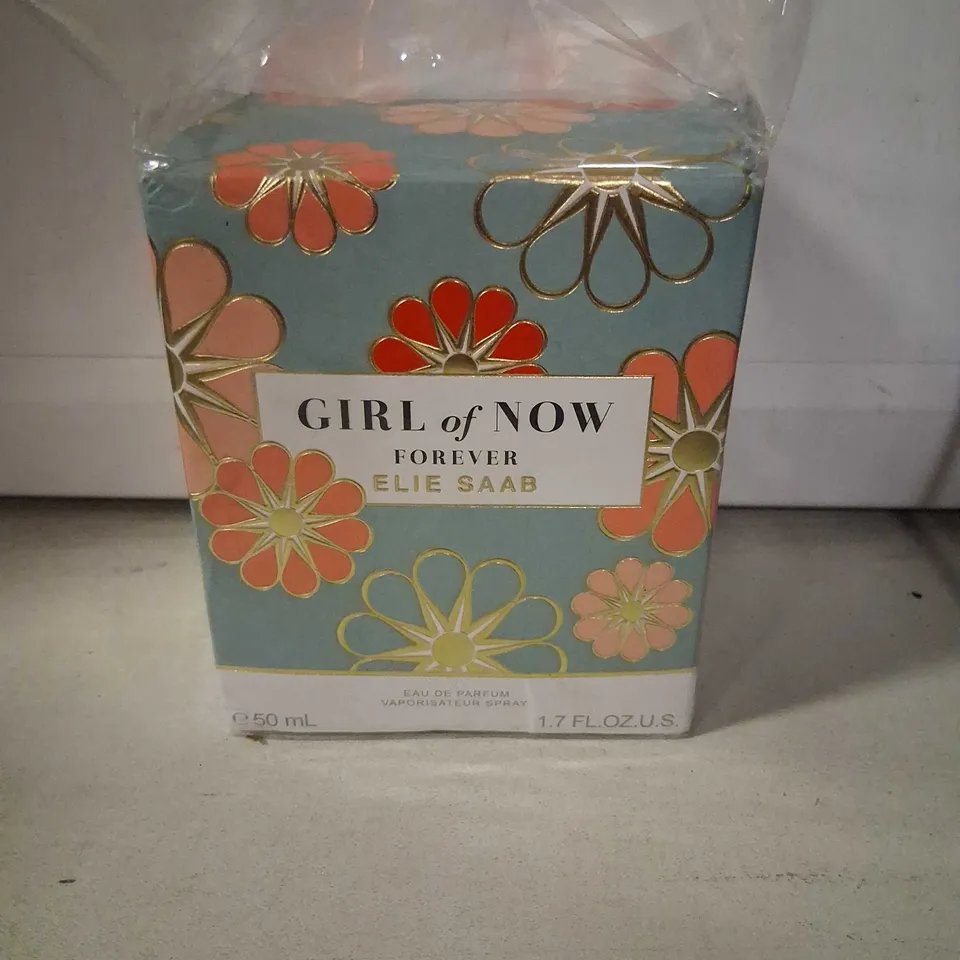 GIRL of NOW
FOREVER
ELIE SAAB
EAU DE PARFUM
VAPORISATEUR SPRAY
℮50 mL
1.7 FL.OZ.U.S.